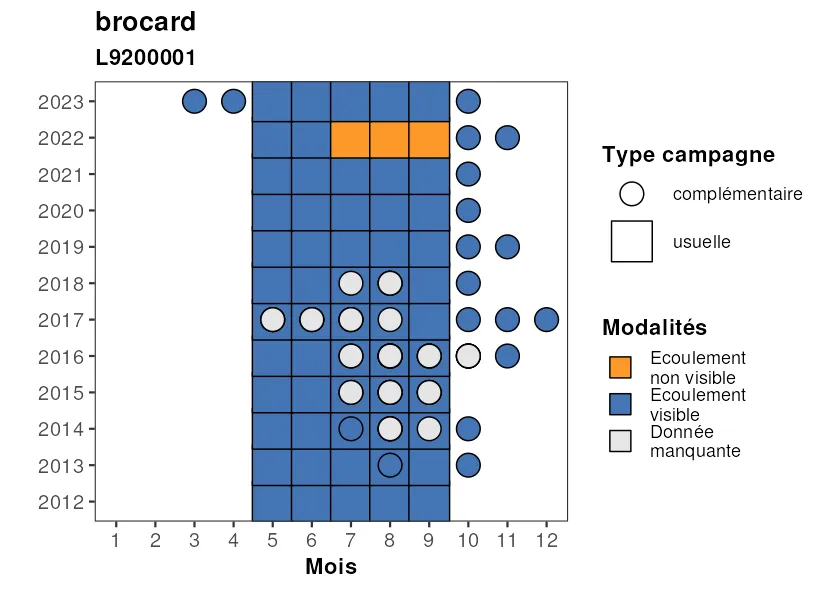 brocard
L9200001
2023
2022
2021
2020
2019
2018
2017
2016
2015
2014
2013
2012
1 2 3 4 5 6 7 8 9 10 11 12
Mois
Type campagne
complémentaire
usuelle
Modalités
Ecoulement
non visible
Ecoulement
visible
Donnée
manquante